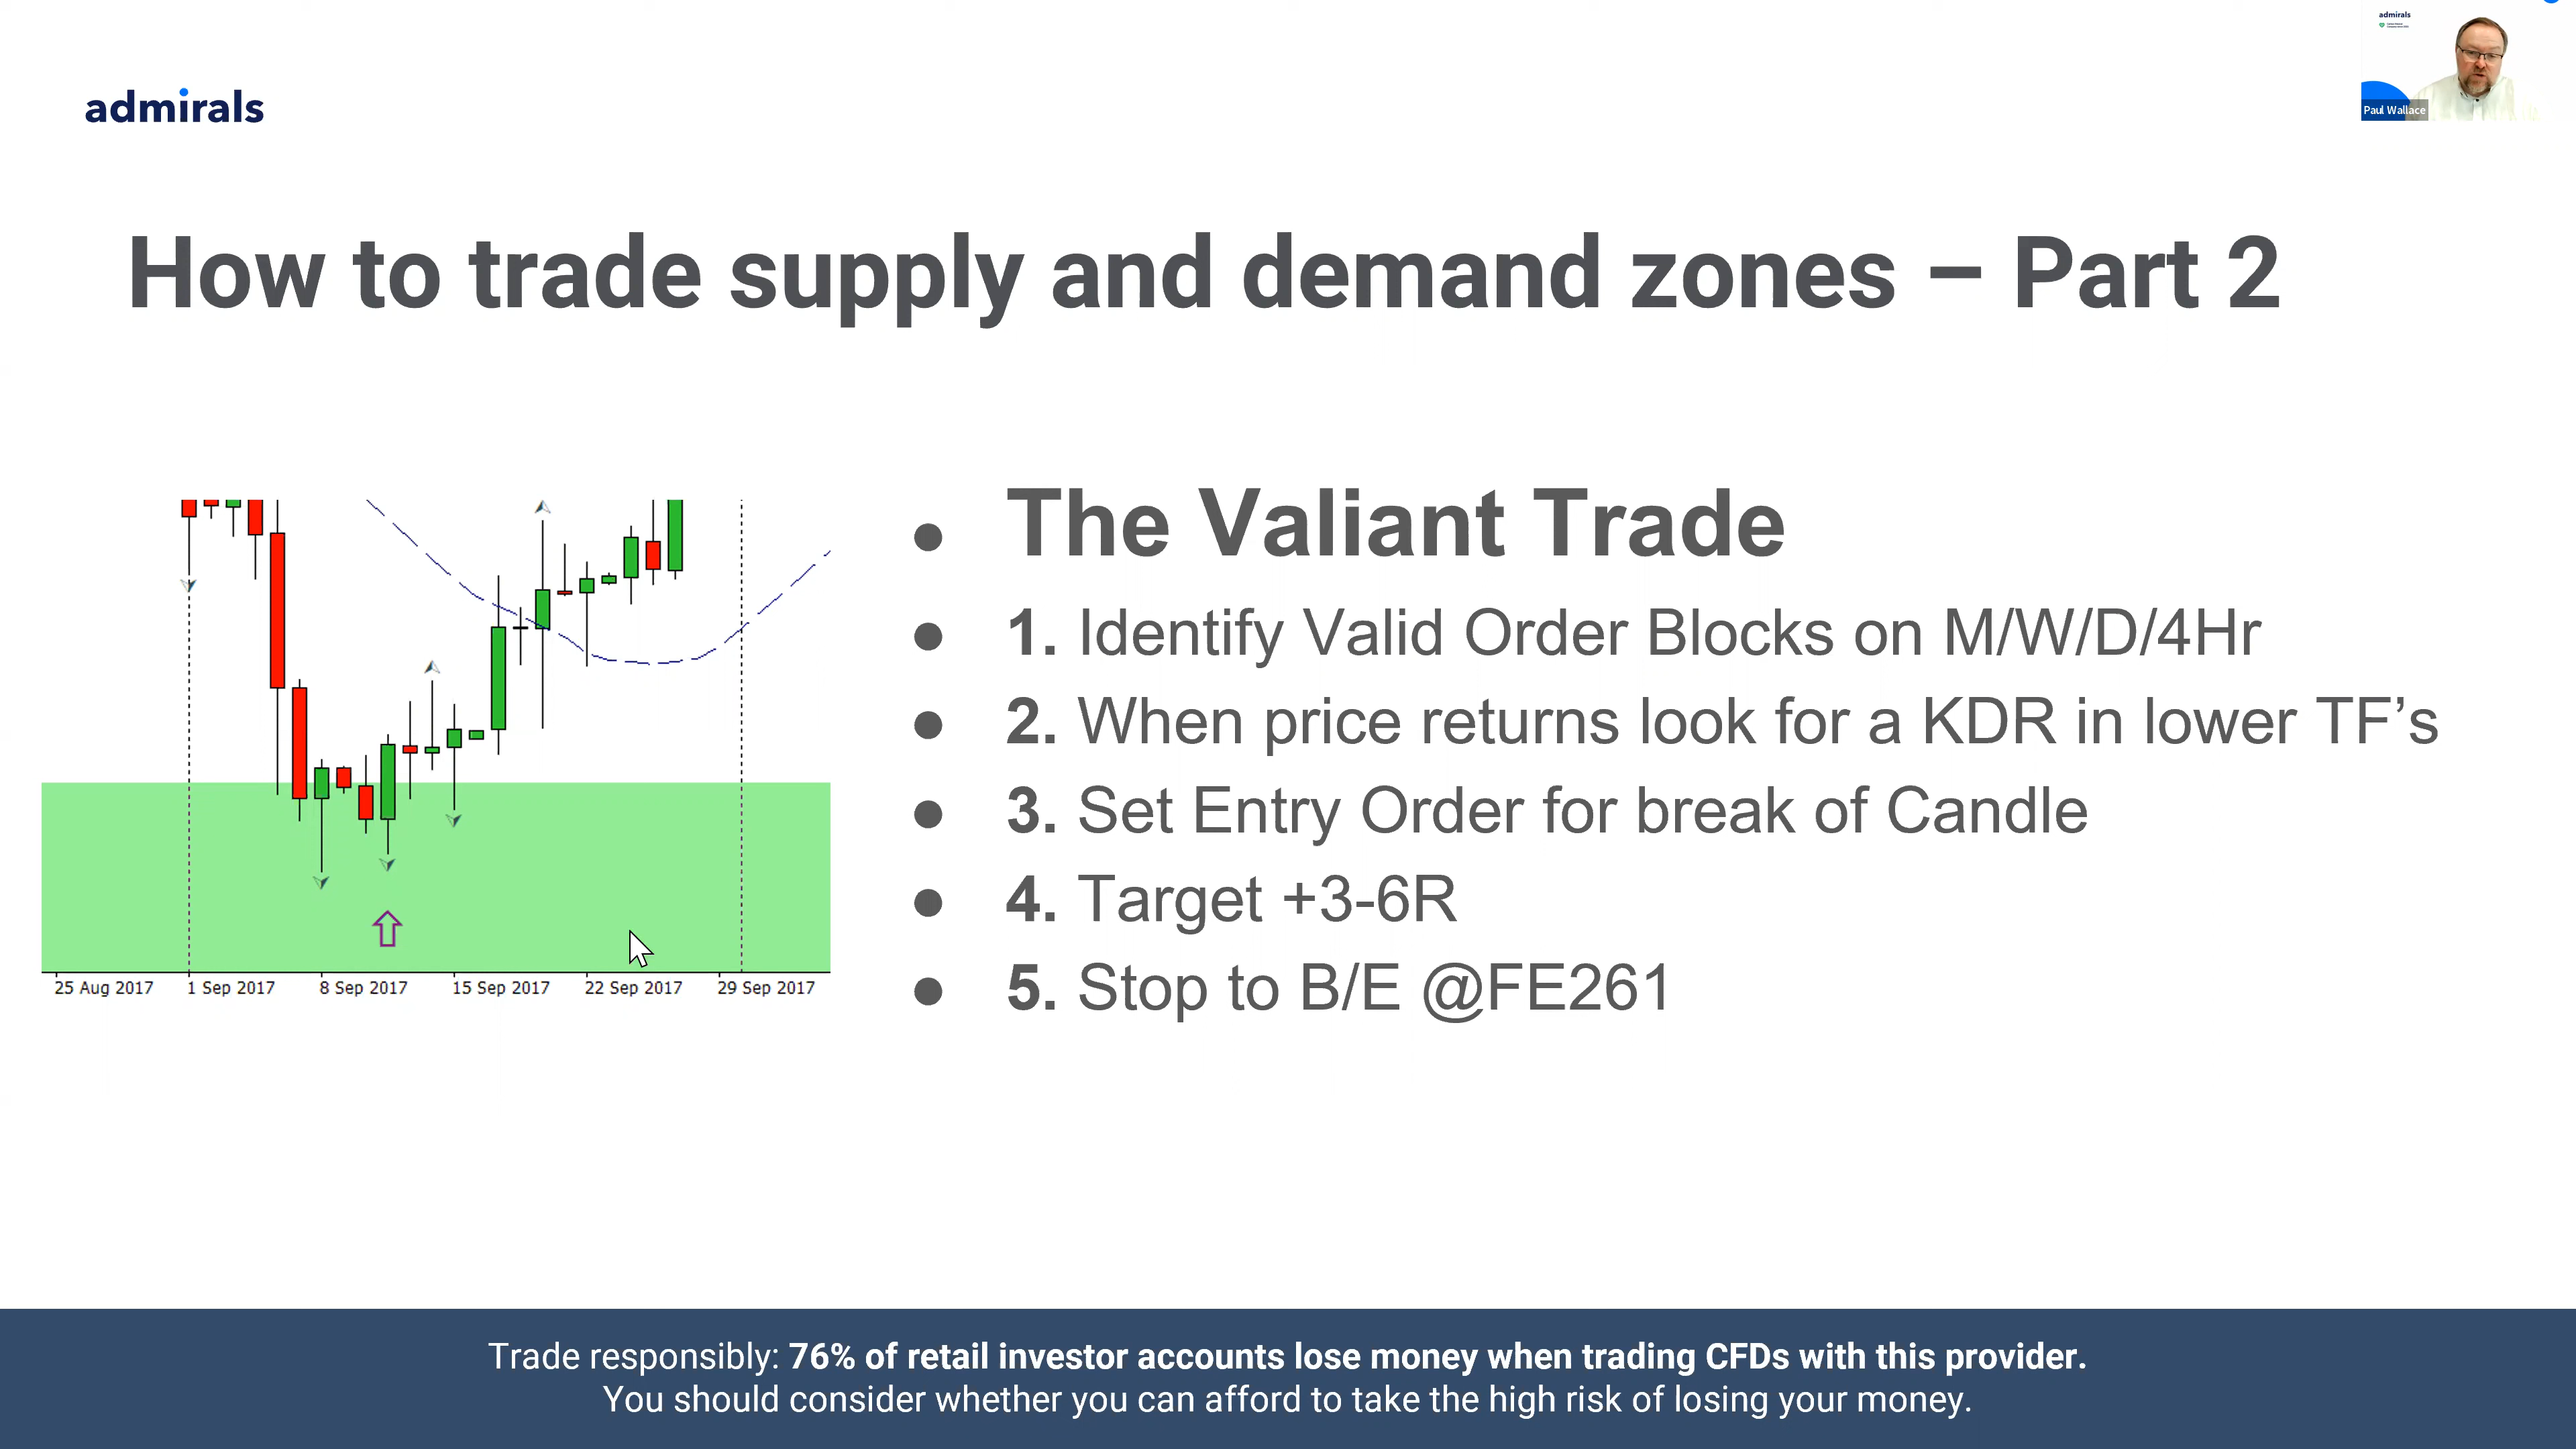 admirals
admirals
Paul Wallace
How to trade supply and demand zones – Part 2
● The Valiant Trade
● 1. Identify Valid Order Blocks on M/W/D/4Hr
● 2. When price returns look for a KDR in lower TF’s
● 3. Set Entry Order for break of Candle
● 4. Target +3-6R
● 5. Stop to B/E @FE261
25 Aug 2017 1 Sep 2017 8 Sep 2017 15 Sep 2017 22 Sep 2017 29 Sep 2017
Trade responsibly: 76% of retail investor accounts lose money when trading CFDs with this provider.
You should consider whether you can afford to take the high risk of losing your money.